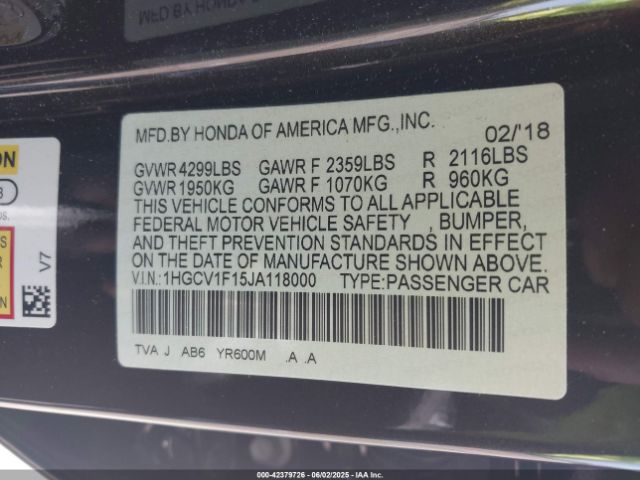 MFD.BY HONDA OF AMERICA MFG.,INC. 02/'18
GVWR 4299LBS GAWR F 2359LBS R 2116LBS
GVWR 1950KG GAWR F 1070KG R 960KG
THIS VEHICLE CONFORMS TO ALL APPLICABLE
FEDERAL MOTOR VEHICLE SAFETY , BUMPER,
AND THEFT PREVENTION STANDARDS IN EFFECT
ON THE DATE OF MANUFACTURE SHOWN ABOVE.
V.I.N.:1HGCV1F15JA118000 TYPE:PASSENGER CAR
TVA J AB6 YR600M .A .A
V7
00-42379726 - 06/02/2025 - IAA Inc.